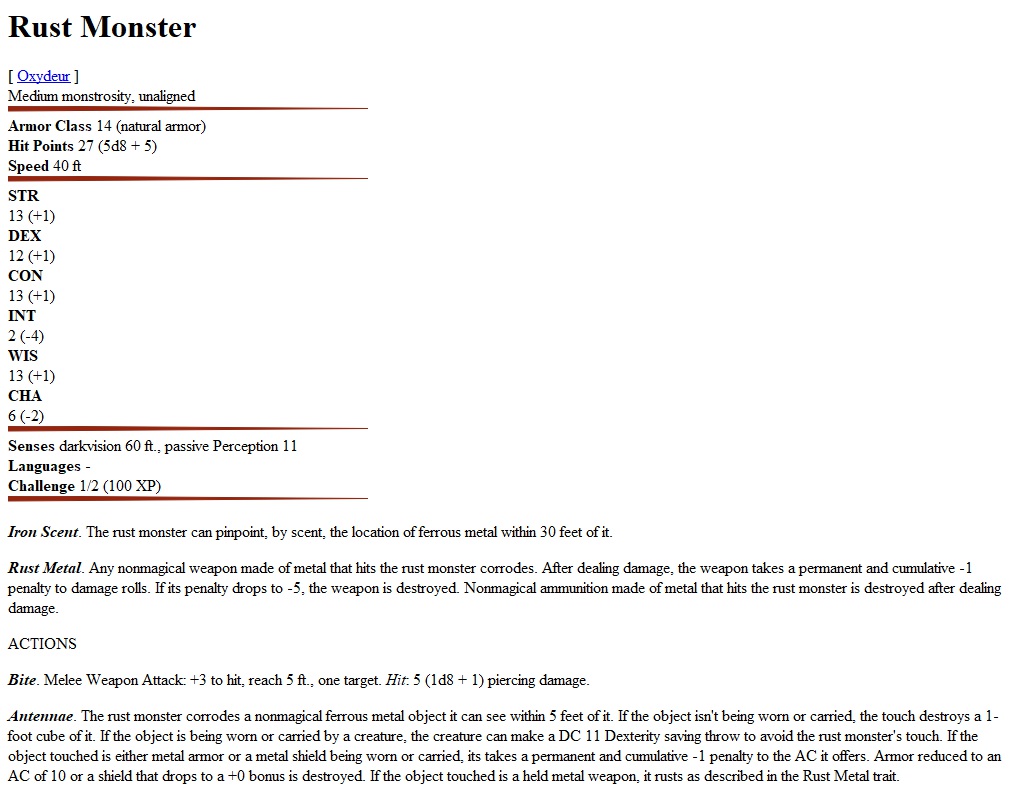 Rust Monster
[ Oxydeur ]
Medium monstrosity, unaligned
Armor Class 14 (natural armor)
Hit Points 27 (5d8 + 5)
Speed 40 ft
STR
13 (+1)
DEX
12 (+1)
CON
13 (+1)
INT
2 (-4)
WIS
13 (+1)
CHA
6 (-2)
Senses darkvision 60 ft., passive Perception 11
Languages -
Challenge 1/2 (100 XP)
Iron Scent. The rust monster can pinpoint, by scent, the location of ferrous metal within 30 feet of it.
Rust Metal. Any nonmagical weapon made of metal that hits the rust monster corrodes. After dealing damage, the weapon takes a permanent and cumulative -1
penalty to damage rolls. If its penalty drops to -5, the weapon is destroyed. Nonmagical ammunition made of metal that hits the rust monster is destroyed after dealing
damage.
ACTIONS
Bite. Melee Weapon Attack: +3 to hit, reach 5 ft., one target. Hit: 5 (1d8 + 1) piercing damage.
Antennae. The rust monster corrodes a nonmagical ferrous metal object it can see within 5 feet of it. If the object isn't being worn or carried, the touch destroys a 1-
foot cube of it. If the object is being worn or carried by a creature, the creature can make a DC 11 Dexterity saving throw to avoid the rust monster's touch. If the
object touched is either metal armor or a metal shield being worn or carried, its takes a permanent and cumulative -1 penalty to the AC it offers. Armor reduced to an
AC of 10 or a shield that drops to a +0 bonus is destroyed. If the object touched is a held metal weapon, it rusts as described in the Rust Metal trait.